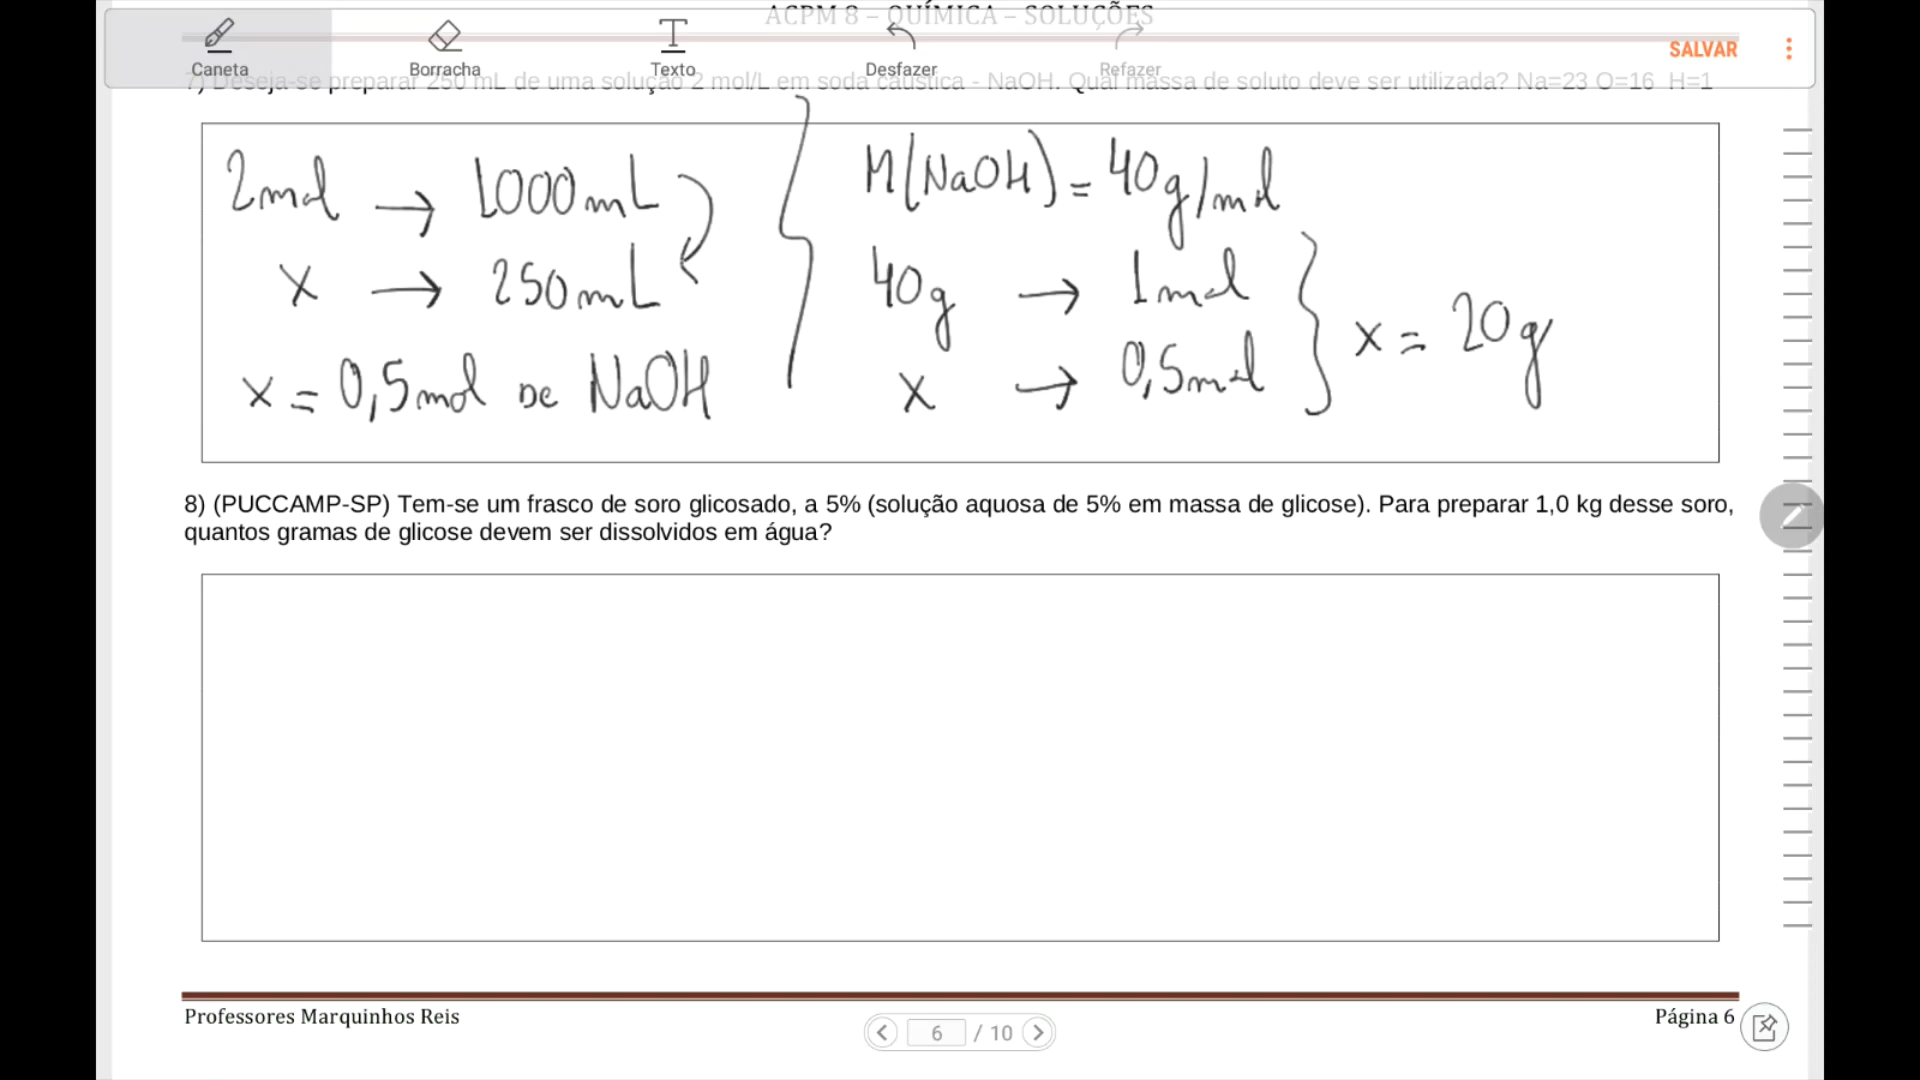 ACPM 8 – QUÍMICA – SOLUÇÕES
Caneta
Borracha
Texto
Desfazer
Refazer
SALVAR
7) Deseja-se preparar 250 mL de uma solução 2 mol/L em soda cáustica - NaOH. Qual massa de soluto deve ser utilizada? Na=23 O=16 H=1
2mol → 1000mL
x → 250mL
x = 0,5mol DE NaOH
M(NaOH) = 40g/mol
40g → 1mol
x → 0,5mol
x = 20g
8) (PUCCAMP-SP) Tem-se um frasco de soro glicosado, a 5% (solução aquosa de 5% em massa de glicose). Para preparar 1,0 kg desse soro,
quantos gramas de glicose devem ser dissolvidos em água?
Professores Marquinhos Reis
Página 6
6 / 10